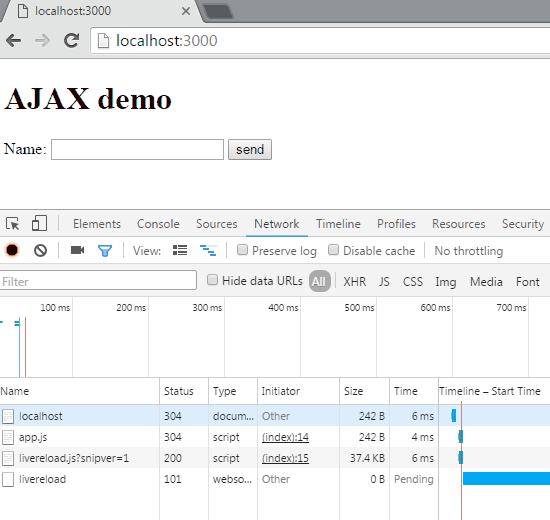 localhost:3000
localhost:3000
AJAX demo
Name: send
Elements Console Sources Network Timeline Profiles Resources Security
View: Preserve log Disable cache No throttling
Filter Hide data URLs All XHR JS CSS Img Media Font
100 ms 200 ms 300 ms 400 ms 500 ms 600 ms 700 ms
Name Status Type Initiator Size Time Timeline – Start Time
localhost 304 docum... Other 242 B 6 ms
app.js 304 script (index):14 242 B 4 ms
livereload.js?snipver=1 200 script (index):15 37.4 KB 6 ms
livereload 101 webso... Other 0 B Pending